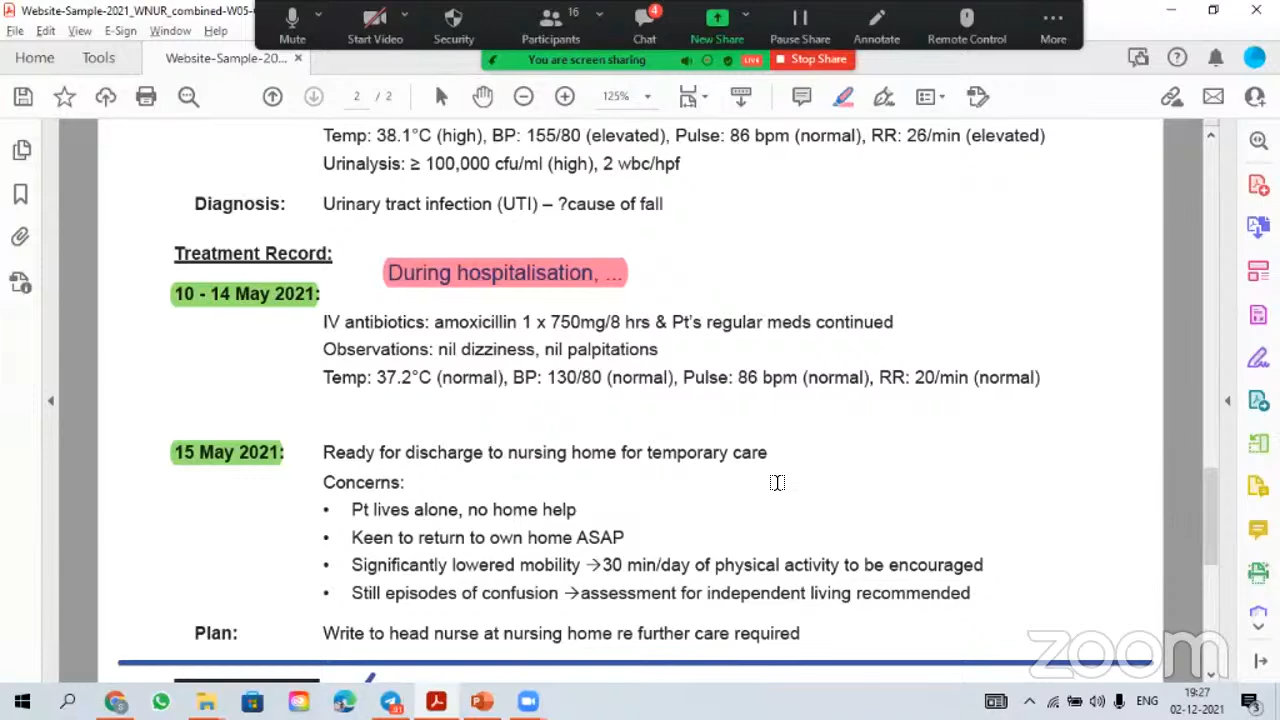 Website-Sample-2021_WNUR_combined-W05-
File Edit View E-Sign Window Help
Mute
Start Video
Security
16
Participants
4
Chat
New Share
Pause Share
Annotate
Remote Control
More
You are screen sharing
LIVE
Stop Share
Home Tools Website-Sample-20... ×
2 / 2
125%
Temp: 38.1°C (high), BP: 155/80 (elevated), Pulse: 86 bpm (normal), RR: 26/min (elevated)
Urinalysis: ≥ 100,000 cfu/ml (high), 2 wbc/hpf
Diagnosis: Urinary tract infection (UTI) – ?cause of fall
Treatment Record:
During hospitalisation, ...
10 - 14 May 2021:
IV antibiotics: amoxicillin 1 x 750mg/8 hrs & Pt's regular meds continued
Observations: nil dizziness, nil palpitations
Temp: 37.2°C (normal), BP: 130/80 (normal), Pulse: 86 bpm (normal), RR: 20/min (normal)
15 May 2021: Ready for discharge to nursing home for temporary care
Concerns:
• Pt lives alone, no home help
• Keen to return to own home ASAP
• Significantly lowered mobility →30 min/day of physical activity to be encouraged
• Still episodes of confusion →assessment for independent living recommended
Plan: Write to head nurse at nursing home re further care required
zoom
ENG
19:27
02-12-2021